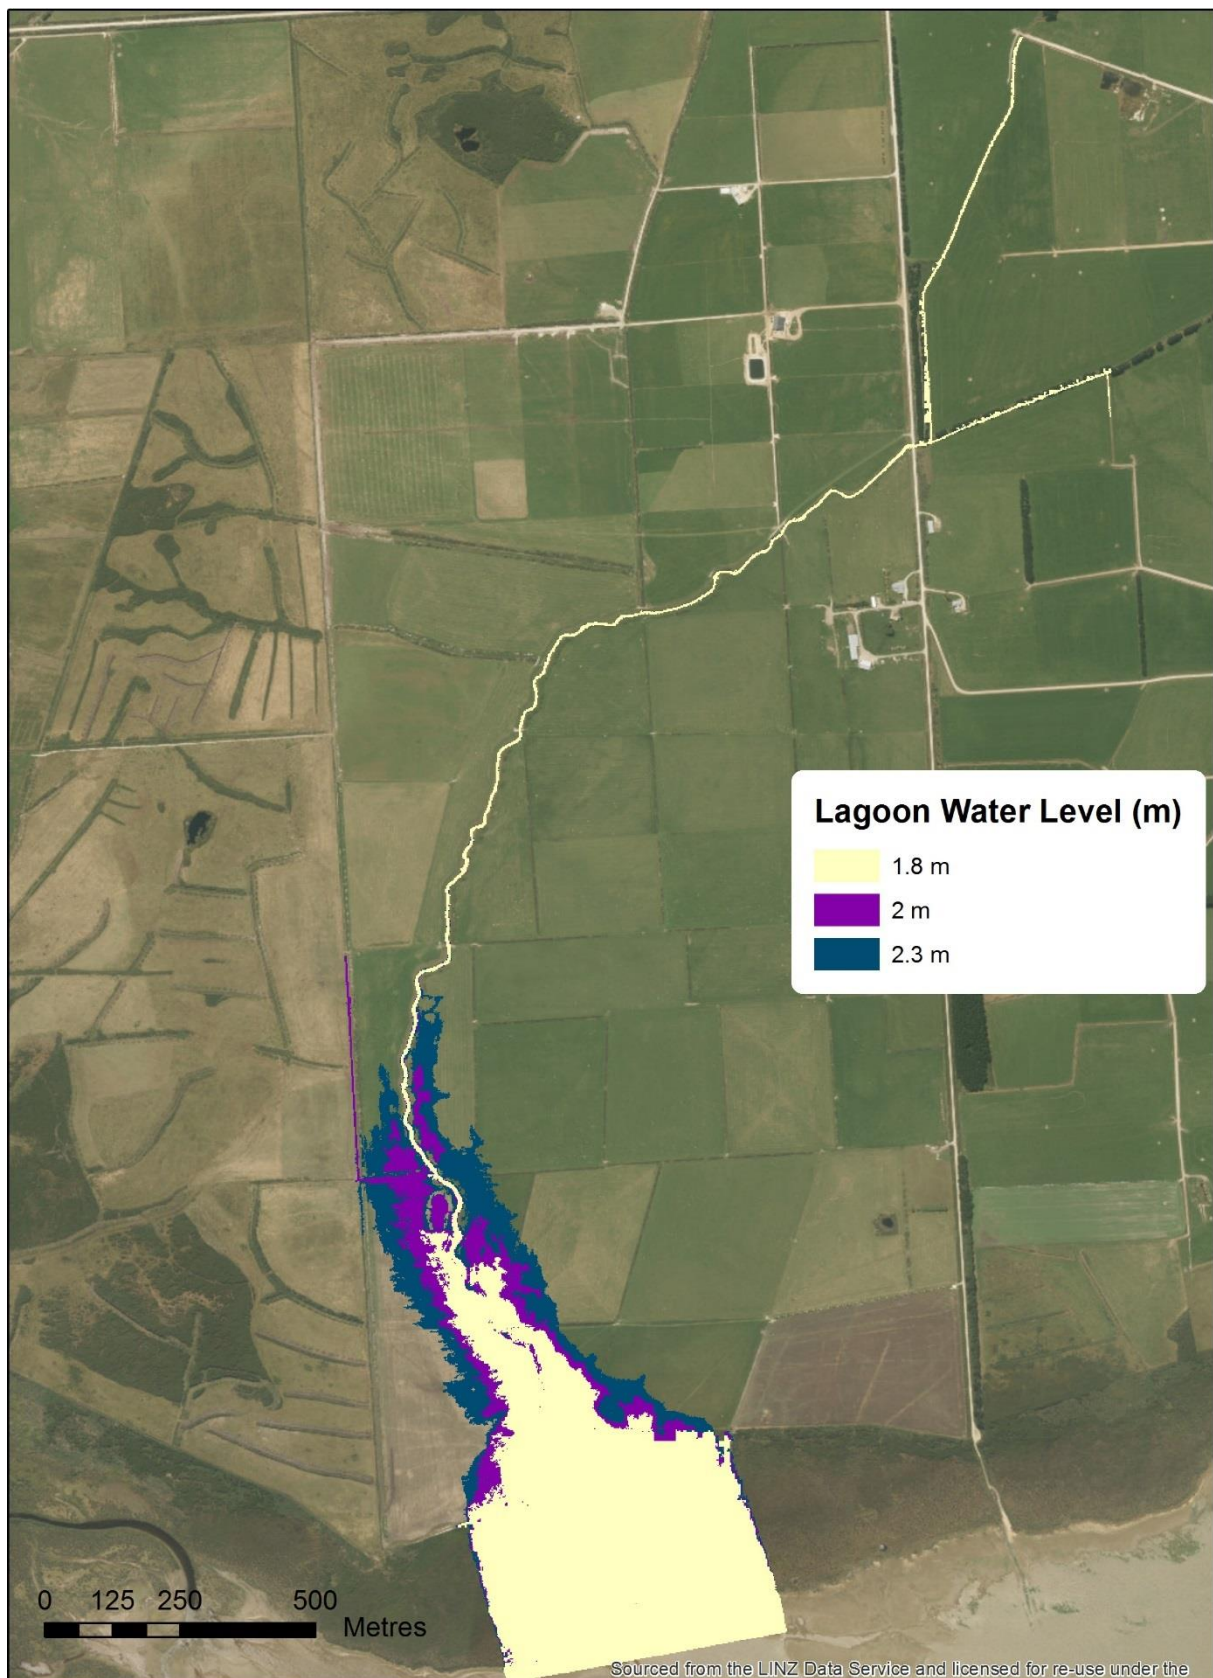 Lagoon Water Level (m)
1.8 m
2 m
2.3 m
0 125 250 500
Metres
Sourced from the LINZ Data Service and licensed for re-use under the